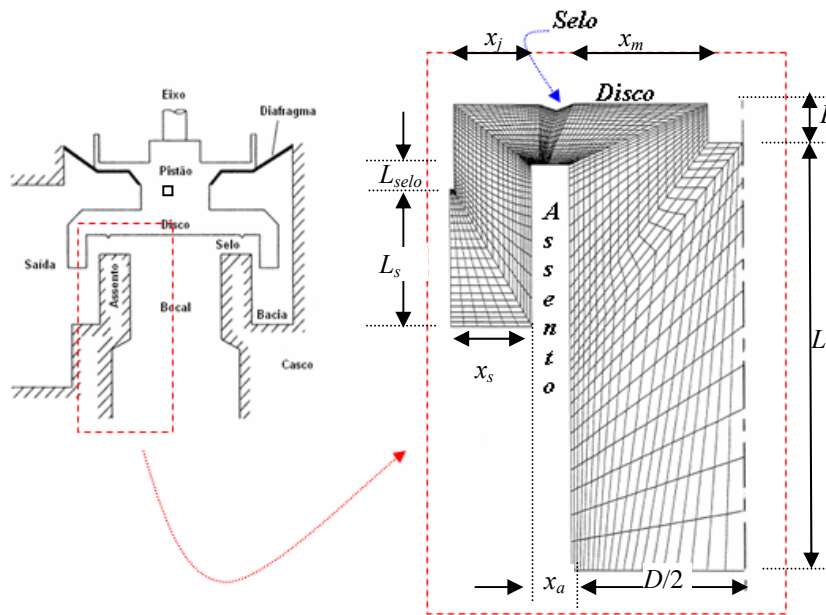 Eixo
Diafragma
Pistão
Disco
Selo
Saída
Assento
Bocal
Bacia
Casco
Selo
x_j
x_m
Disco
L
L_selo
L_s
Assento
L
x_s
x_a
D/2